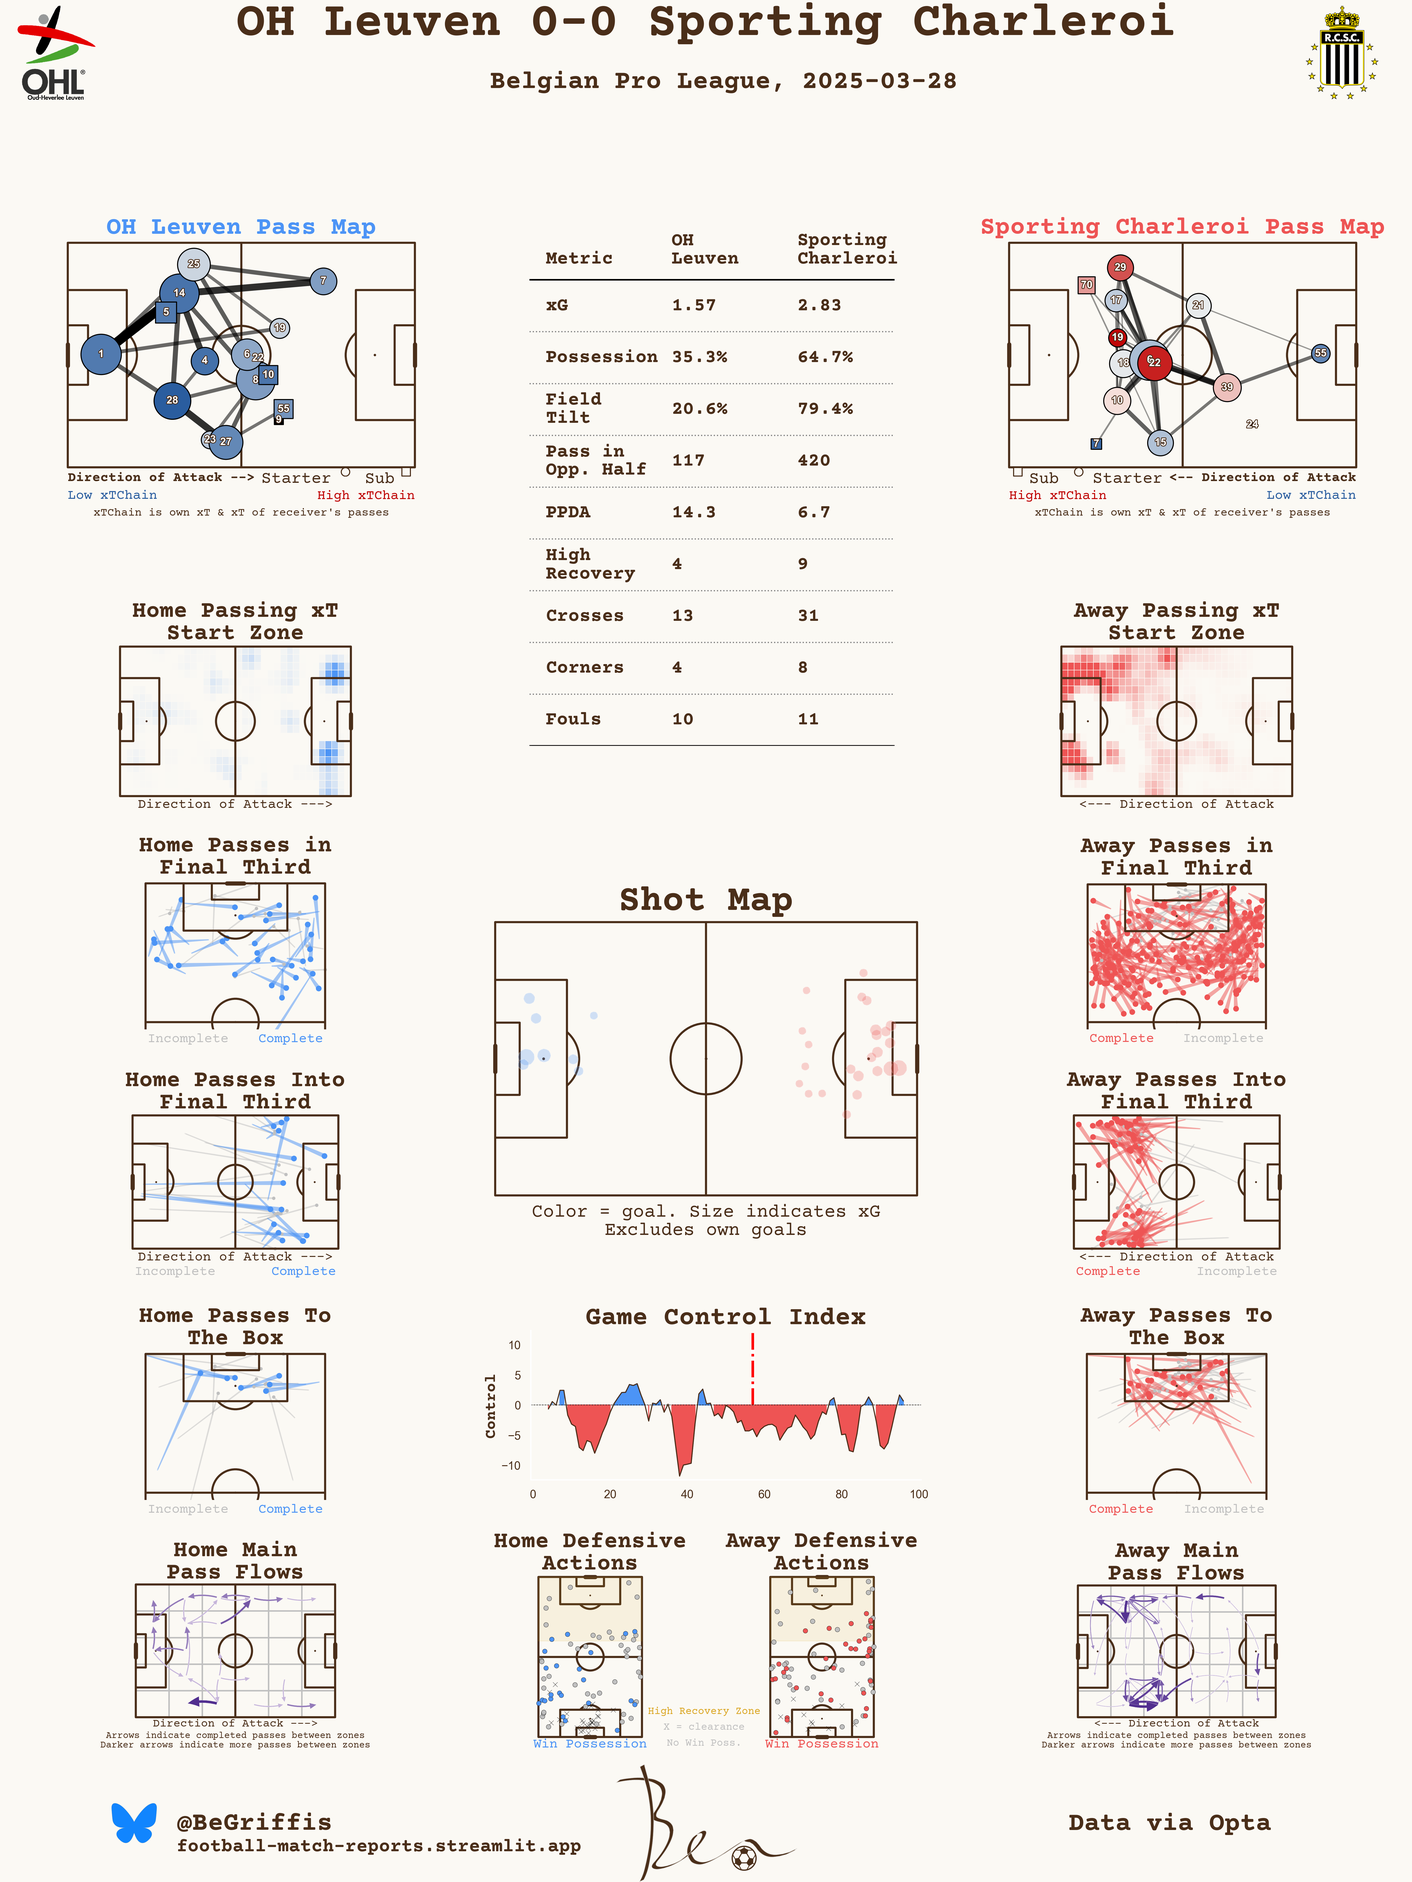 OH Leuven 0-0 Sporting Charleroi
Belgian Pro League, 2025-03-28
OHL®
Oud-Heverlee Leuven
R.C.S.C.
OH Leuven Pass Map
25
7
14
5
19
1
4
6
22
10
8
28
55
9
23
27
Direction of Attack --> Starter Sub
Low xTChain High xTChain
xTChain is own xT & xT of receiver's passes
Metric OH Leuven Sporting Charleroi
xG 1.57 2.83
Possession 35.3% 64.7%
Field Tilt 20.6% 79.4%
Pass in Opp. Half 117 420
PPDA 14.3 6.7
High Recovery 4 9
Crosses 13 31
Corners 4 8
Fouls 10 11
Sporting Charleroi Pass Map
29
70
17
21
19
18
6
22
55
10
39
24
7
15
Sub Starter <-- Direction of Attack
High xTChain Low xTChain
xTChain is own xT & xT of receiver's passes
Home Passing xT
Start Zone
Direction of Attack --->
Away Passing xT
Start Zone
<--- Direction of Attack
Home Passes in
Final Third
Incomplete Complete
Away Passes in
Final Third
Complete Incomplete
Shot Map
Color = goal. Size indicates xG
Excludes own goals
Home Passes Into
Final Third
Direction of Attack --->
Incomplete Complete
Away Passes Into
Final Third
<--- Direction of Attack
Complete Incomplete
Home Passes To
The Box
Incomplete Complete
Game Control Index
Control
10
5
0
−5
−10
0 20 40 60 80 100
Away Passes To
The Box
Complete Incomplete
Home Main
Pass Flows
Direction of Attack --->
Arrows indicate completed passes between zones
Darker arrows indicate more passes between zones
Home Defensive
Actions
Win Possession
Away Defensive
Actions
Win Possession
High Recovery Zone
X = clearance
No Win Poss.
Away Main
Pass Flows
<--- Direction of Attack
Arrows indicate completed passes between zones
Darker arrows indicate more passes between zones
@BeGriffis
football-match-reports.streamlit.app
Ben
Data via Opta